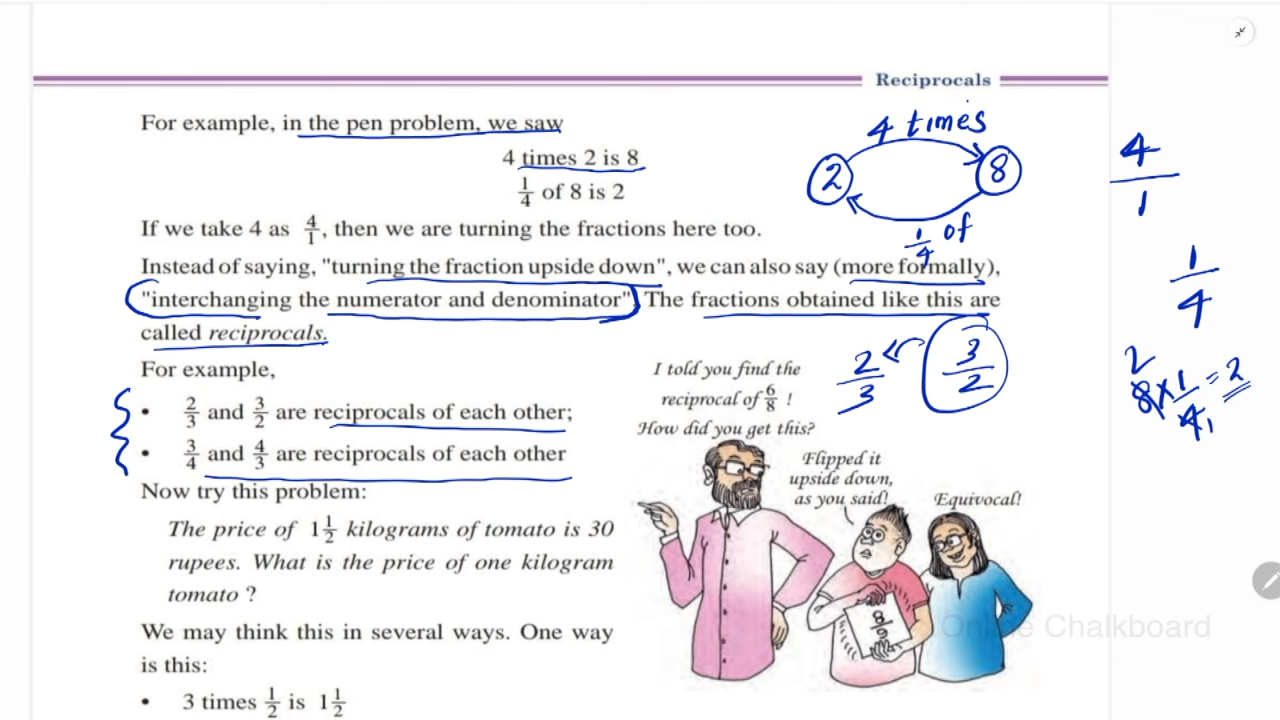 Reciprocals
For example, in the pen problem, we saw
4 times 2 is 8
1/4 of 8 is 2
If we take 4 as 4/1, then we are turning the fractions here too.
Instead of saying, "turning the fraction upside down", we can also say (more formally),
"interchanging the numerator and denominator". The fractions obtained like this are
called reciprocals.
For example,
• 2/3 and 3/2 are reciprocals of each other;
• 3/4 and 4/3 are reciprocals of each other
Now try this problem:
The price of 1 1/2 kilograms of tomato is 30
rupees. What is the price of one kilogram
tomato ?
We may think this in several ways. One way
is this:
• 3 times 1/2 is 1 1/2
4 times
2
8
1/4 of
4/1
1/4
2/3
3/2
2
8 × 1/4 = 2
1
I told you find the
reciprocal of 6/8 !
How did you get this?
Flipped it
upside down,
as you said!
Equivocal!
8/9
Online Chalkboard